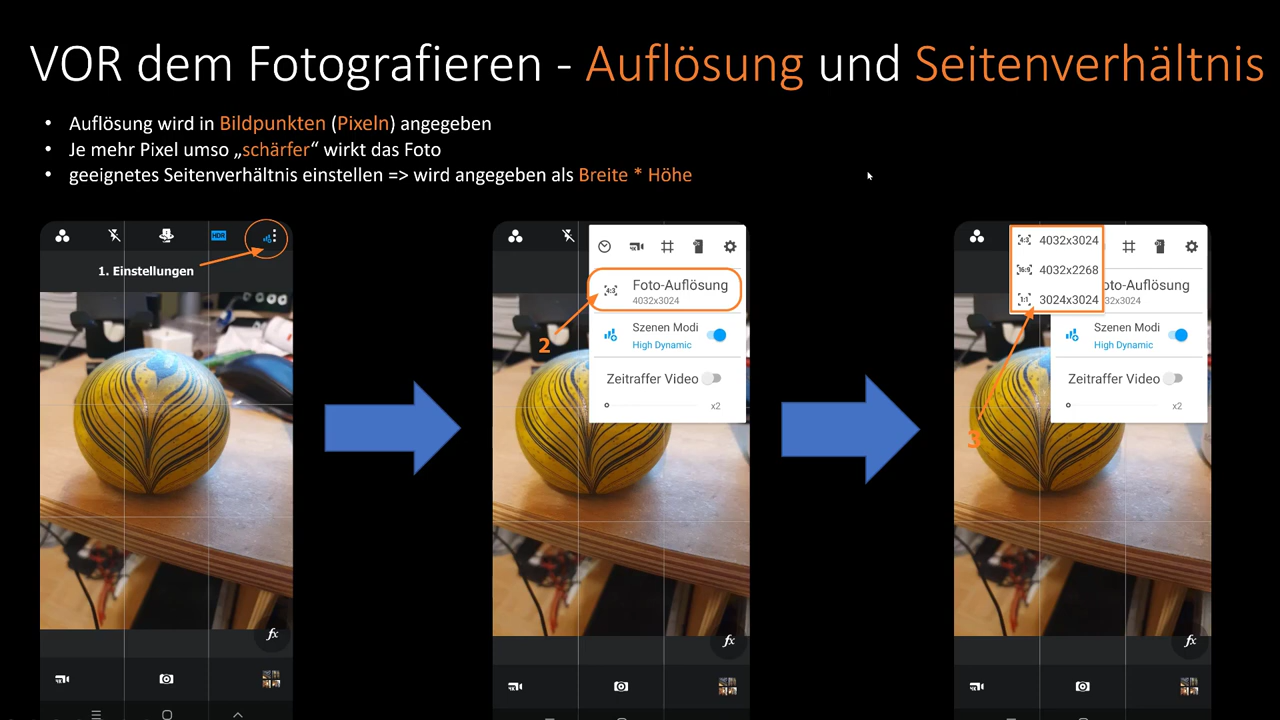 VOR dem Fotografieren - Auflösung und Seitenverhältnis
• Auflösung wird in Bildpunkten (Pixeln) angegeben
• Je mehr Pixel umso „schärfer“ wirkt das Foto
• geeignetes Seitenverhältnis einstellen => wird angegeben als Breite * Höhe
HDR
1. Einstellungen
fx
4:3
Foto-Auflösung
4032x3024
2
Szenen Modi
High Dynamic
Zeitraffer Video
x2
fx
4:3 4032x3024
16:9 4032x2268
1:1 3024x3024
oto-Auflösung
32x3024
Szenen Modi
High Dynamic
Zeitraffer Video
x2
3
fx